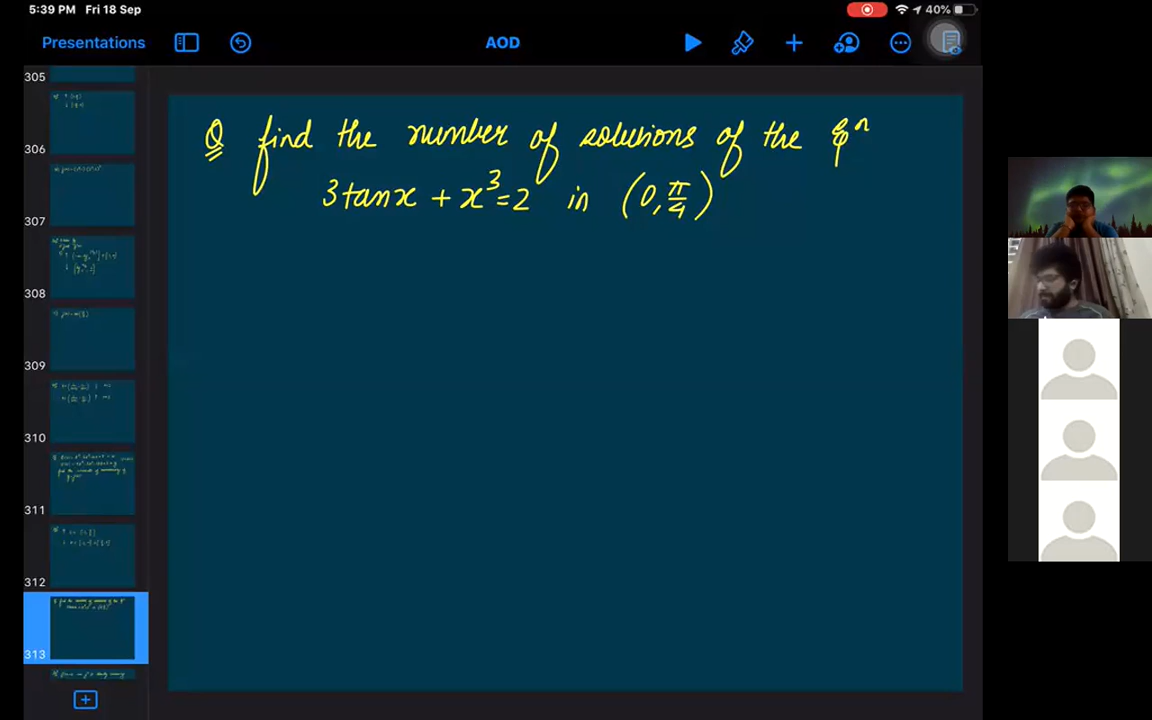 5:39 PM Fri 18 Sep
40%
Presentations
AOD
305
306
307
308
309
310
311
312
313
Q find the number of solutions of the eqⁿ
3tanx + x³ = 2 in (0, π/4)